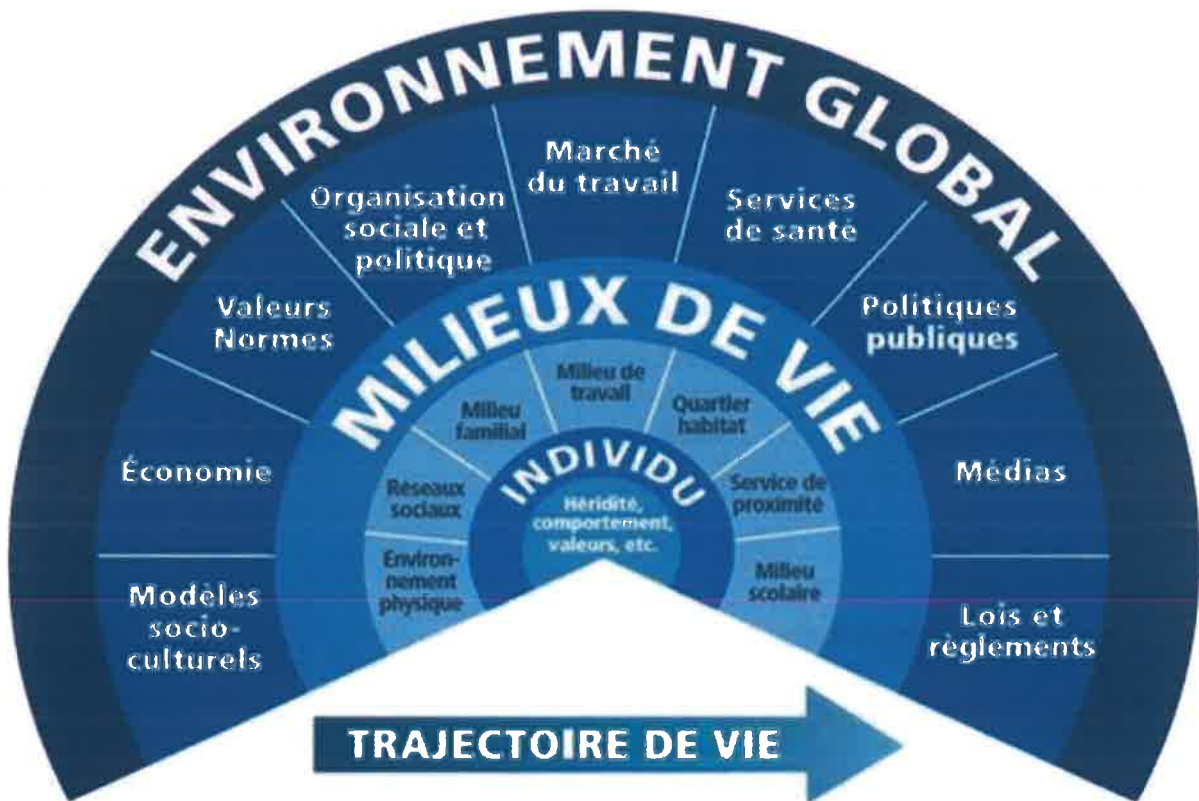 ENVIRONNEMENT GLOBAL
Modèles
socio-
culturels
Économie
Valeurs
Normes
Organisation
sociale et
politique
Marché
du travail
Services
de santé
Politiques
publiques
Médias
Lois et
règlements
MILIEUX DE VIE
Environ-
nement
physique
Réseaux
sociaux
Milieu
familial
Milieu de
travail
Quartier
habitat
Service de
proximité
Milieu
scolaire
INDIVIDU
Héridité,
comportement,
valeurs, etc.
TRAJECTOIRE DE VIE